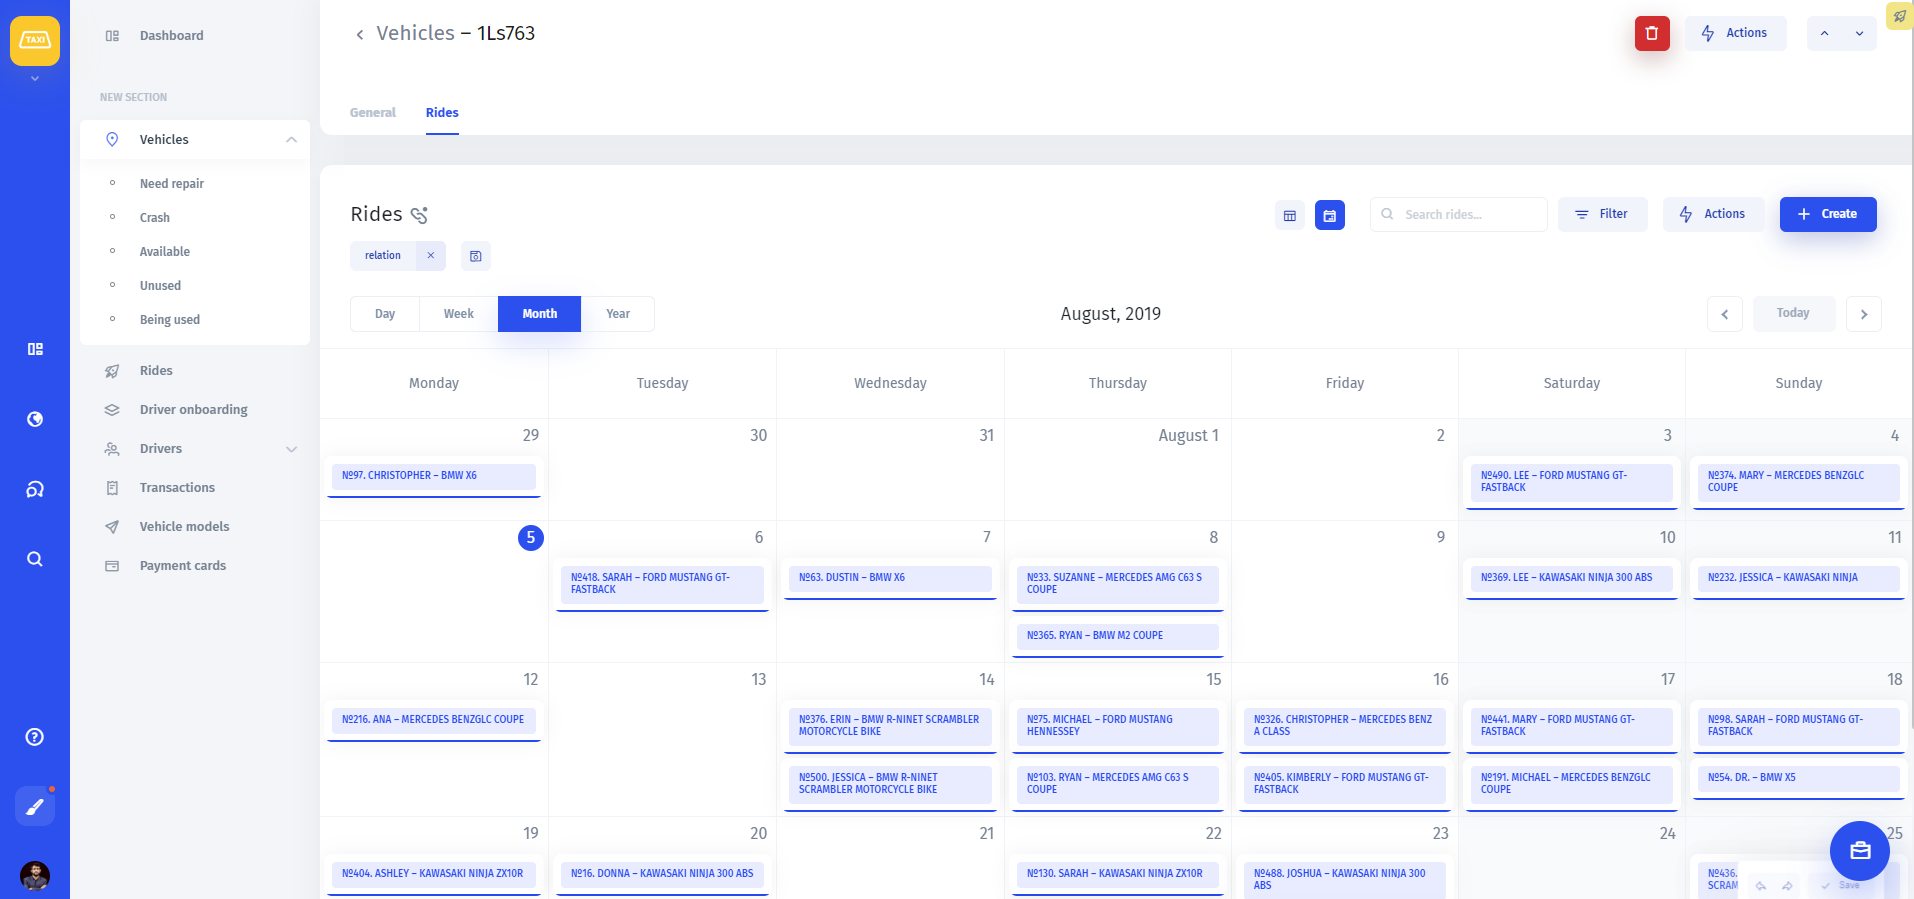 TAXI
Dashboard
NEW SECTION
Vehicles
Need repair
Crash
Available
Unused
Being used
Rides
Driver onboarding
Drivers
Transactions
Vehicle models
Payment cards
Vehicles – 1Ls763
Actions
General Rides
Rides
Search rides...
Filter
Actions
Create
relation
Day Week Month Year
August, 2019
Today
Monday Tuesday Wednesday Thursday Friday Saturday Sunday
29 30 31 August 1 2 3 4
№97. CHRISTOPHER – BMW X6
№490. LEE – FORD MUSTANG GT-
FASTBACK
№374. MARY – MERCEDES BENZGLC
COUPE
5 6 7 8 9 10 11
№418. SARAH – FORD MUSTANG GT-
FASTBACK
№63. DUSTIN – BMW X6
№33. SUZANNE – MERCEDES AMG C63 S
COUPE
№365. RYAN – BMW M2 COUPE
№369. LEE – KAWASAKI NINJA 300 ABS
№232. JESSICA – KAWASAKI NINJA
12 13 14 15 16 17 18
№216. ANA – MERCEDES BENZGLC COUPE
№376. ERIN – BMW R-NINET SCRAMBLER
MOTORCYCLE BIKE
№500. JESSICA – BMW R-NINET
SCRAMBLER MOTORCYCLE BIKE
№75. MICHAEL – FORD MUSTANG
HENNESSEY
№103. RYAN – MERCEDES AMG C63 S
COUPE
№326. CHRISTOPHER – MERCEDES BENZ
A CLASS
№405. KIMBERLY – FORD MUSTANG GT-
FASTBACK
№441. MARY – FORD MUSTANG GT-
FASTBACK
№191. MICHAEL – MERCEDES BENZGLC
COUPE
№98. SARAH – FORD MUSTANG GT-
FASTBACK
№54. DR. – BMW X5
19 20 21 22 23 24 25
№404. ASHLEY – KAWASAKI NINJA ZX10R
№16. DONNA – KAWASAKI NINJA 300 ABS
№130. SARAH – KAWASAKI NINJA ZX10R
№488. JOSHUA – KAWASAKI NINJA 300
ABS
№436.
SCRAM
Save